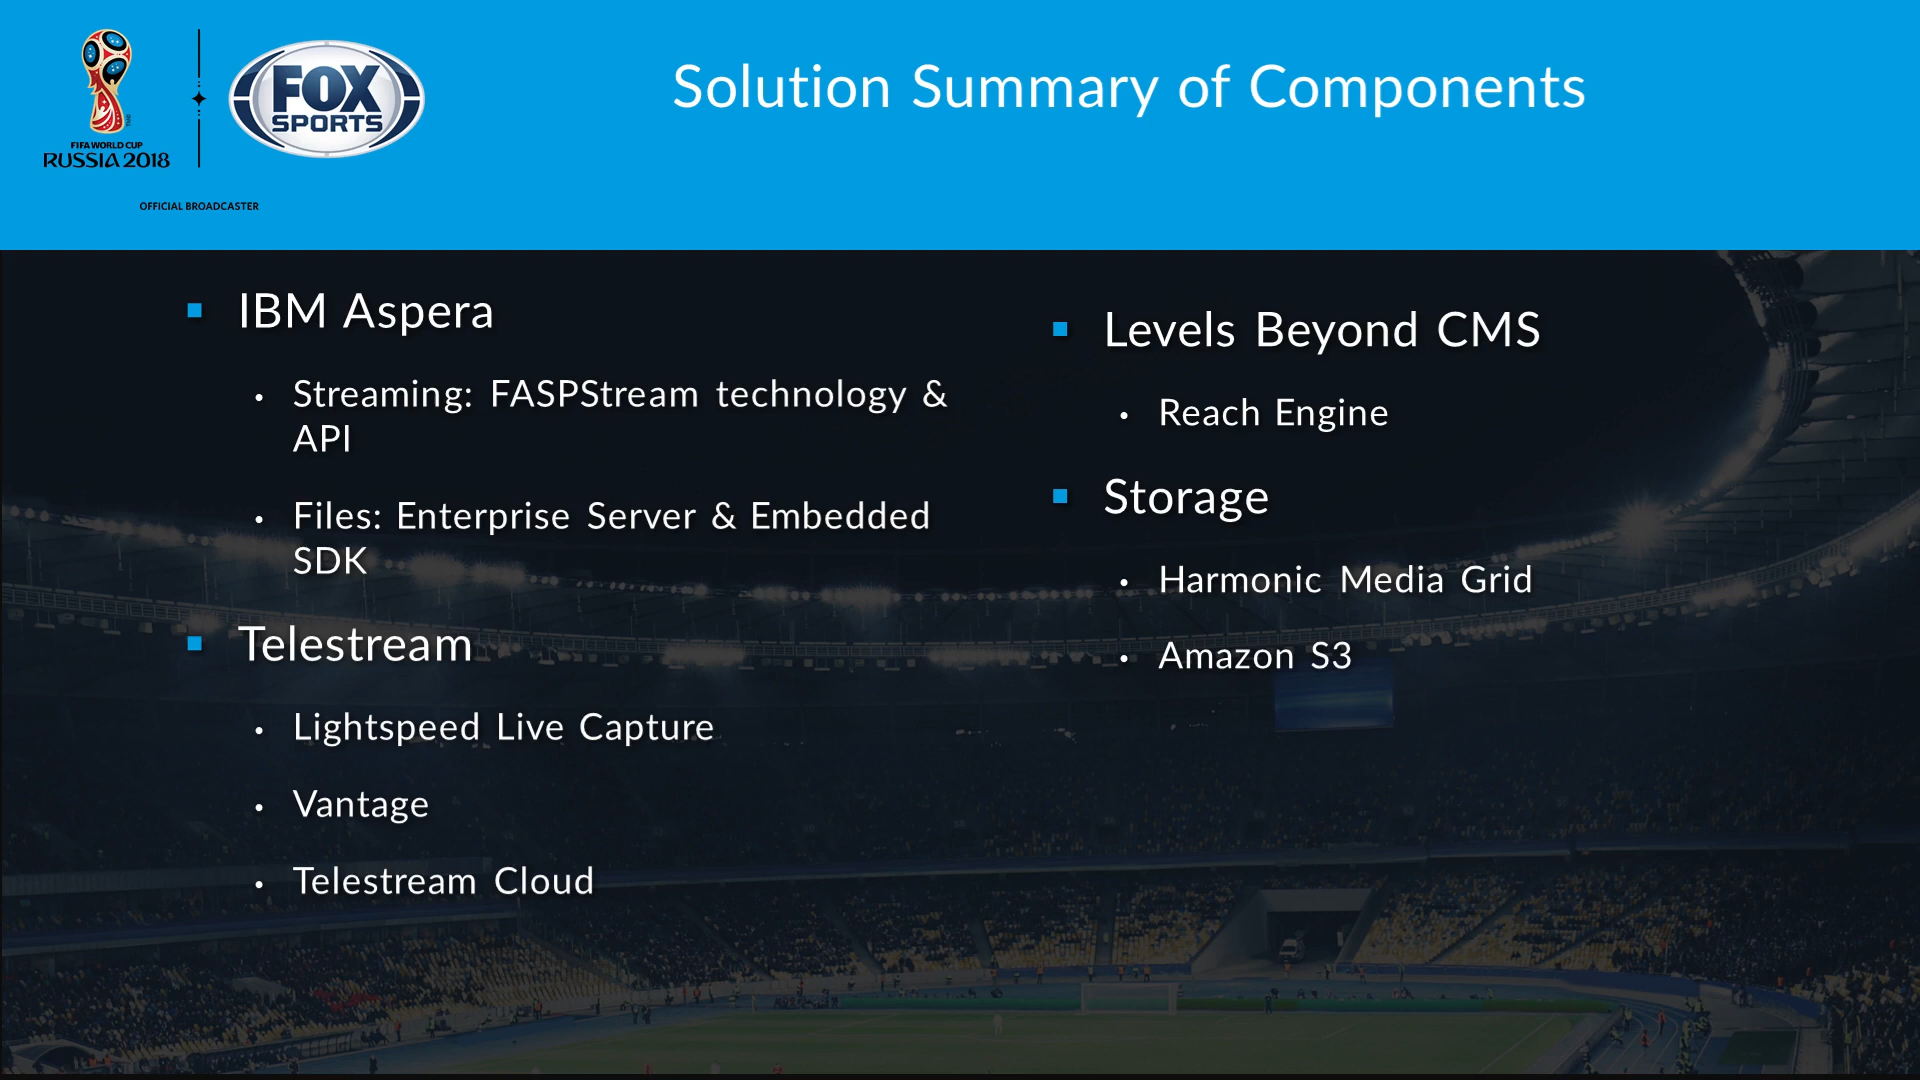 FIFA WORLD CUP
RUSSIA 2018
FOX
SPORTS
OFFICIAL BROADCASTER
Solution Summary of Components
IBM Aspera
Streaming: FASPStream technology &
API
Files: Enterprise Server & Embedded
SDK
Telestream
Lightspeed Live Capture
Vantage
Telestream Cloud
Levels Beyond CMS
Reach Engine
Storage
Harmonic Media Grid
Amazon S3